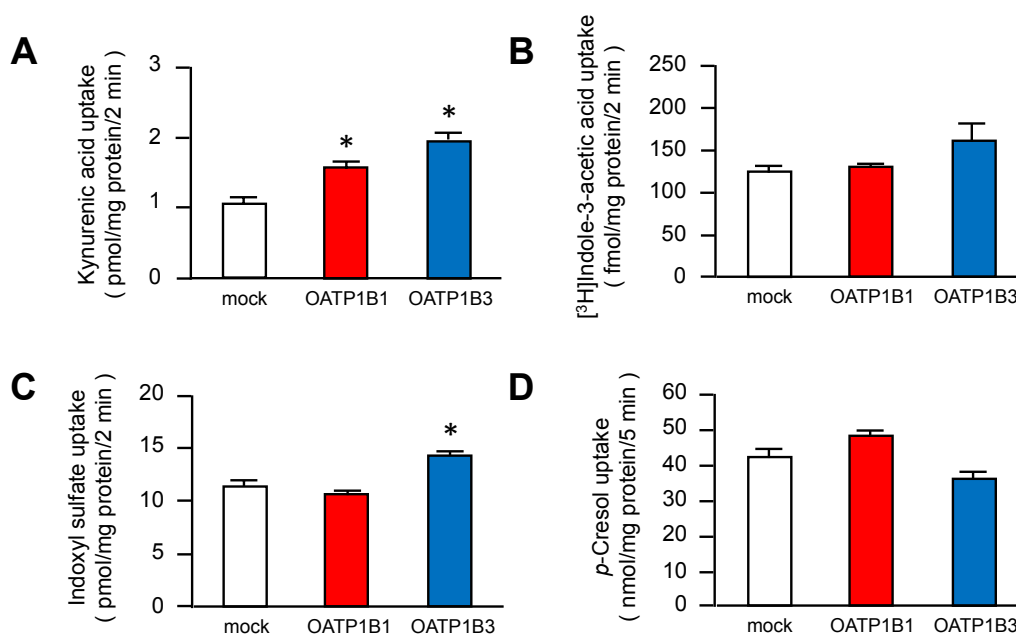 A
Kynurenic acid uptake
( pmol/mg protein/2 min )
3
2
1
0
*
*
mock
OATP1B1
OATP1B3
B
[³H]Indole-3-acetic acid uptake
( fmol/mg protein/2 min )
250
200
150
100
50
0
mock
OATP1B1
OATP1B3
C
Indoxyl sulfate uptake
( pmol/mg protein/2 min )
20
15
10
5
0
*
mock
OATP1B1
OATP1B3
D
p-Cresol uptake
( nmol/mg protein/5 min )
60
50
40
30
20
10
0
mock
OATP1B1
OATP1B3